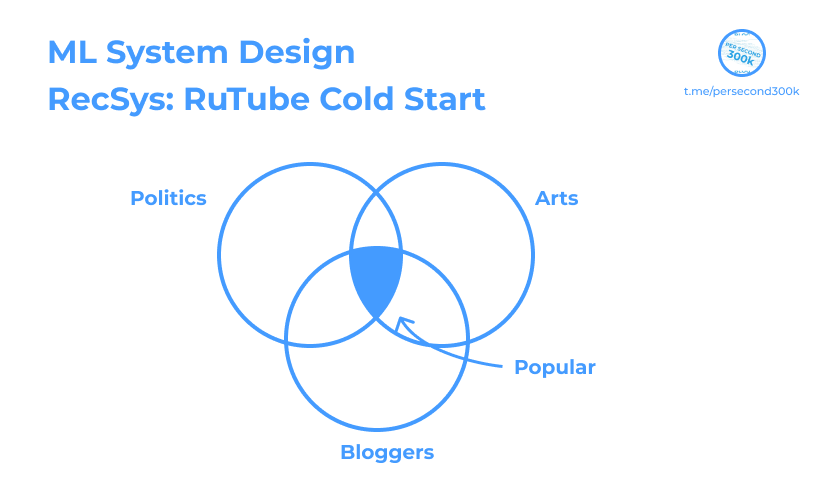 ML System Design
RecSys: RuTube Cold Start
PER SECOND
300k
t.me/persecond300k
Politics
Arts
Popular
Bloggers